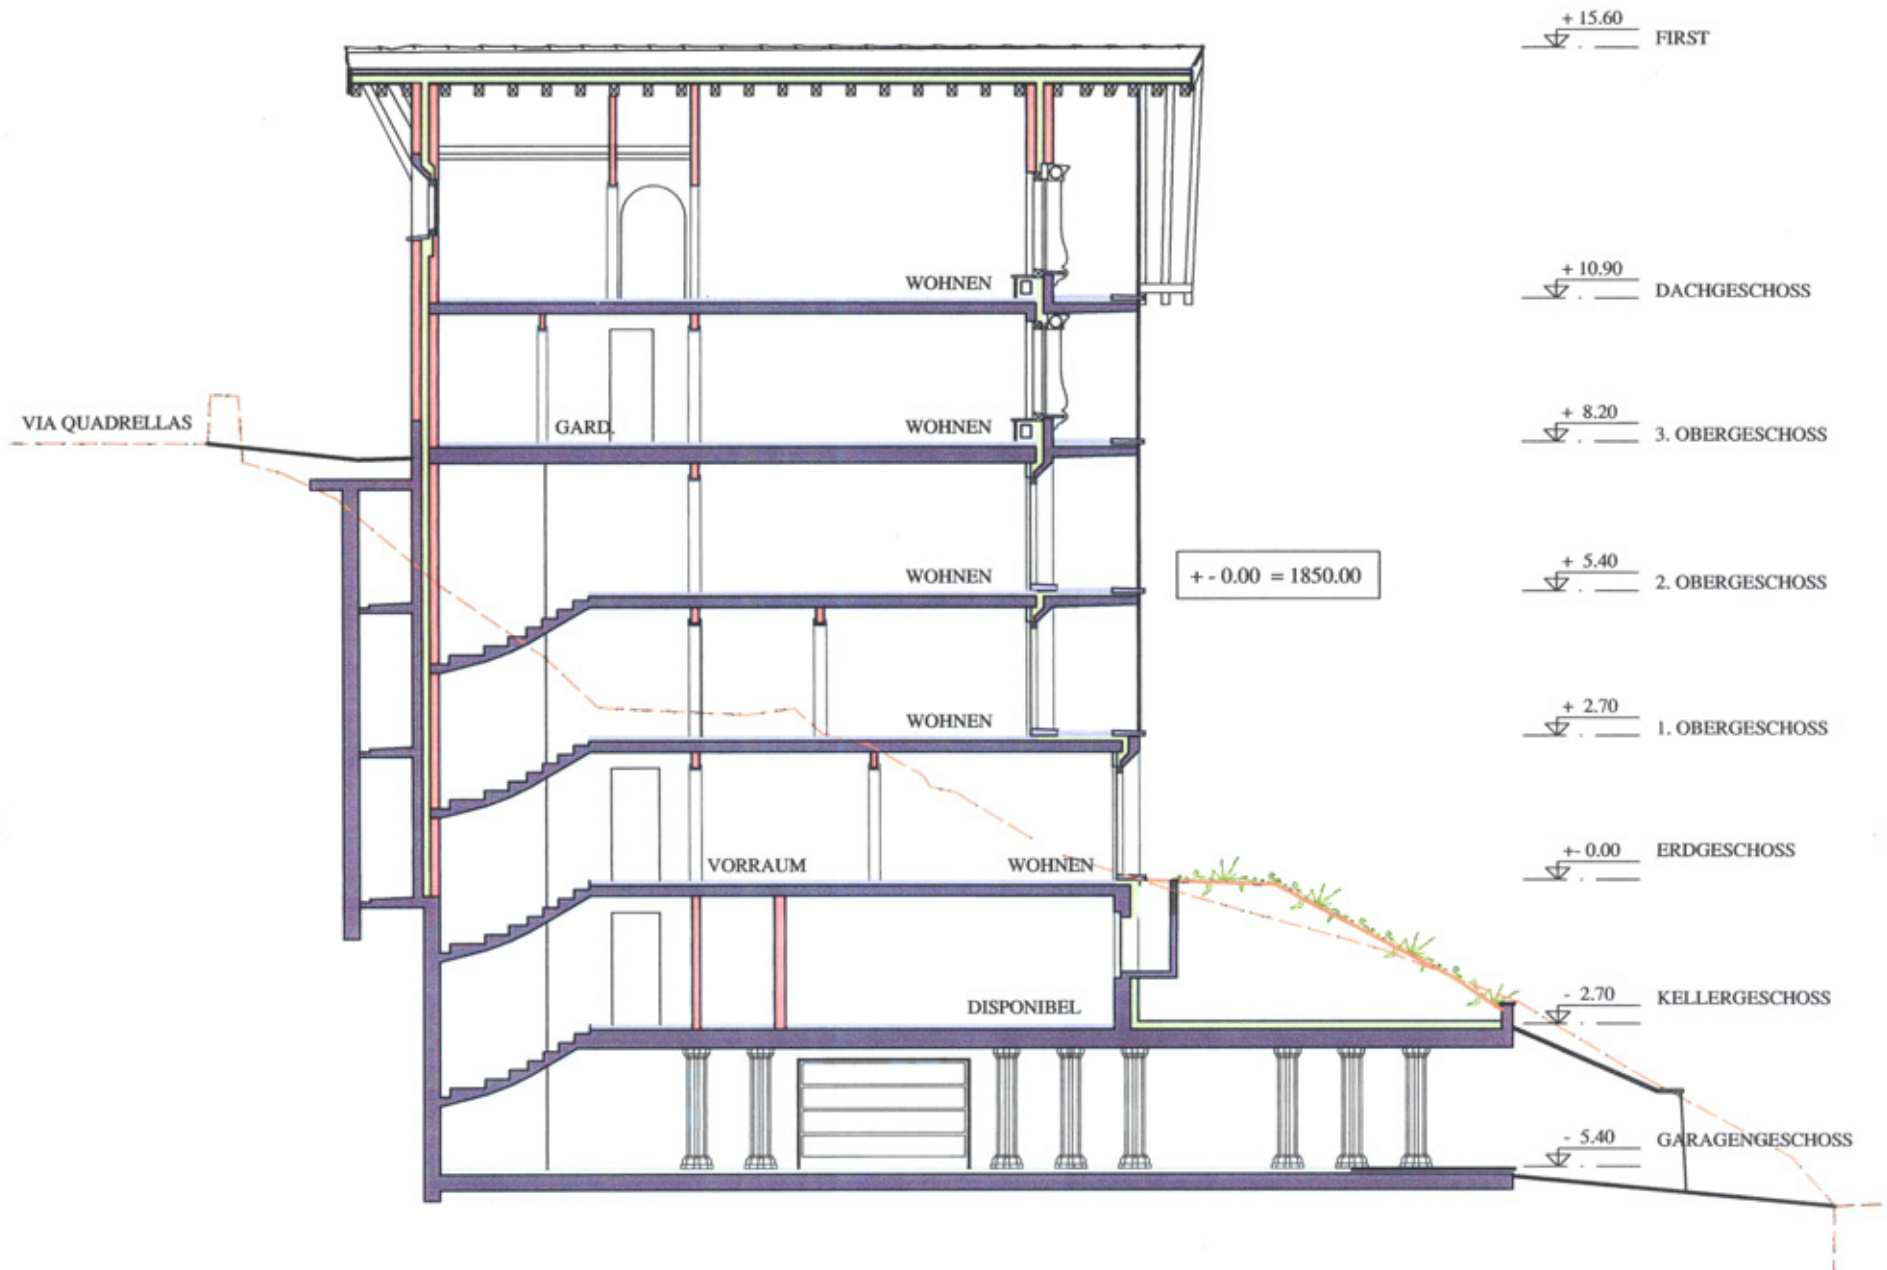 + 15.60
FIRST
WOHNEN
+ 10.90
DACHGESCHOSS
VIA QUADRELLAS
GARD.
WOHNEN
+ 8.20
3. OBERGESCHOSS
WOHNEN
+ - 0.00 = 1850.00
+ 5.40
2. OBERGESCHOSS
WOHNEN
+ 2.70
1. OBERGESCHOSS
VORRAUM
WOHNEN
+- 0.00
ERDGESCHOSS
DISPONIBEL
- 2.70
KELLERGESCHOSS
- 5.40
GARAGENGESCHOSS